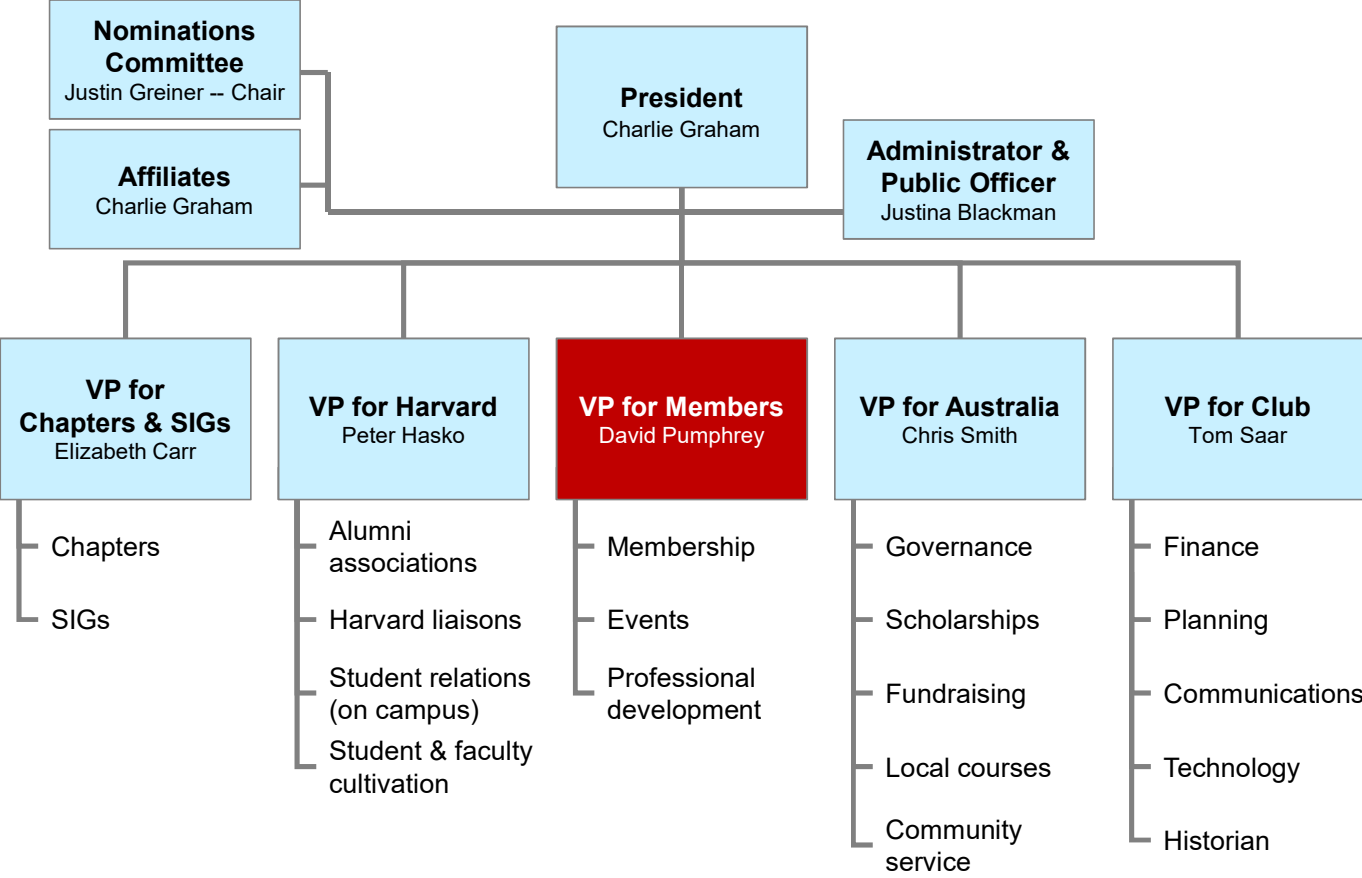 Nominations
Committee
Justin Greiner -- Chair
President
Charlie Graham
Administrator &
Public Officer
Justina Blackman
Affiliates
Charlie Graham
VP for
Chapters & SIGs
Elizabeth Carr
VP for Harvard
Peter Hasko
VP for Members
David Pumphrey
VP for Australia
Chris Smith
VP for Club
Tom Saar
Chapters
SIGs
Alumni
associations
Harvard liaisons
Student relations
(on campus)
Student & faculty
cultivation
Membership
Events
Professional
development
Governance
Scholarships
Fundraising
Local courses
Community
service
Finance
Planning
Communications
Technology
Historian